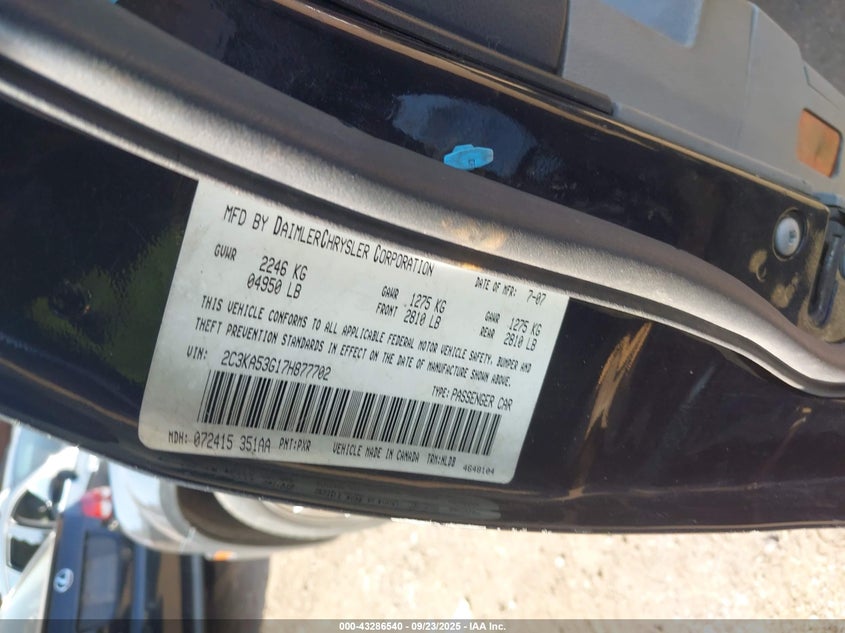 MFD BY DAIMLERCHRYSLER CORPORATION
DATE OF MFR: 7-07
GVWR 2246 KG
04950 LB
GAWR FRONT 1275 KG
2810 LB
GAWR REAR 1275 KG
2810 LB
THIS VEHICLE CONFORMS TO ALL APPLICABLE FEDERAL MOTOR VEHICLE SAFETY, BUMPER AND
THEFT PREVENTION STANDARDS IN EFFECT ON THE DATE OF MANUFACTURE SHOWN ABOVE.
VIN: 2C3KA53G17H877702
TYPE: PASSENGER CAR
MDH: 072415 351AA PNT:PXR VEHICLE MADE IN CANADA TRM:NLDB 4648104
000-43286540 - 09/23/2025 - IAA Inc.